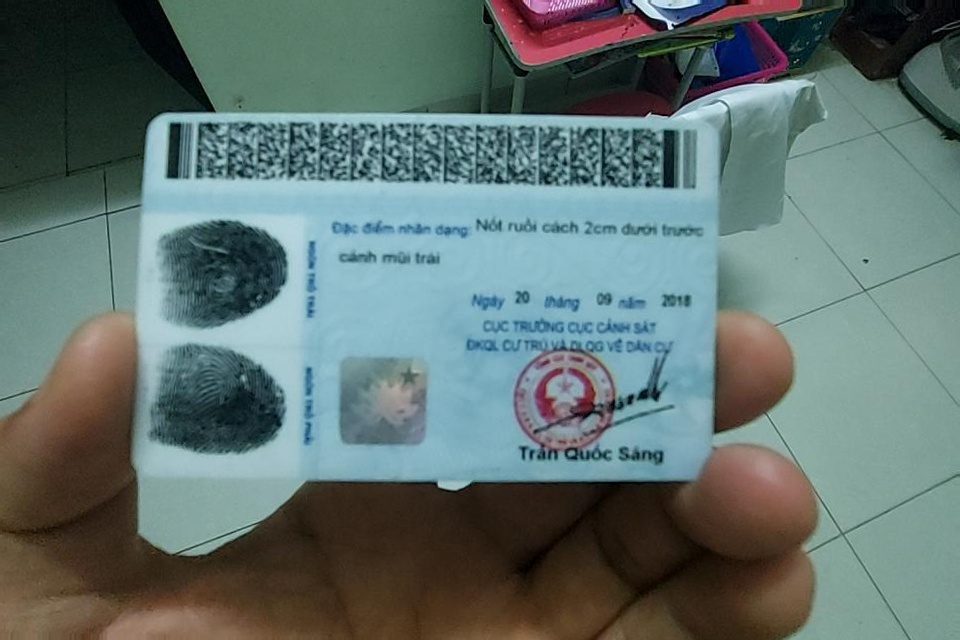 Đặc điểm nhân dạng: Nốt ruồi cách 2cm dưới trước
cánh mũi trái
NGÓN TRỎ TRÁI
Ngày 20 tháng 09 năm 2018
CỤC TRƯỞNG CỤC CẢNH SÁT
ĐKQL CƯ TRÚ VÀ DLQG VỀ DÂN CƯ
NGÓN TRỎ PHẢI
Trần Quốc Sáng